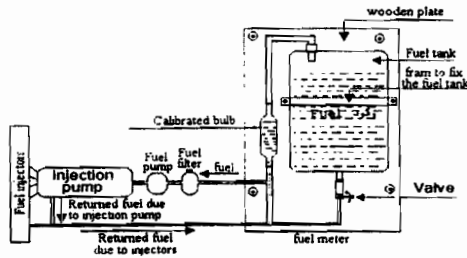 wooden plate
Fuel tank
fram to fix
the fuel tank
Calibrated bulb
Fuel
Fuel
pump
Fuel
filter
fuel
Injection
pump
Fuel injectors
Valve
Returned fuel due
to injection pump
Returned fuel
due to injectors
fuel meter